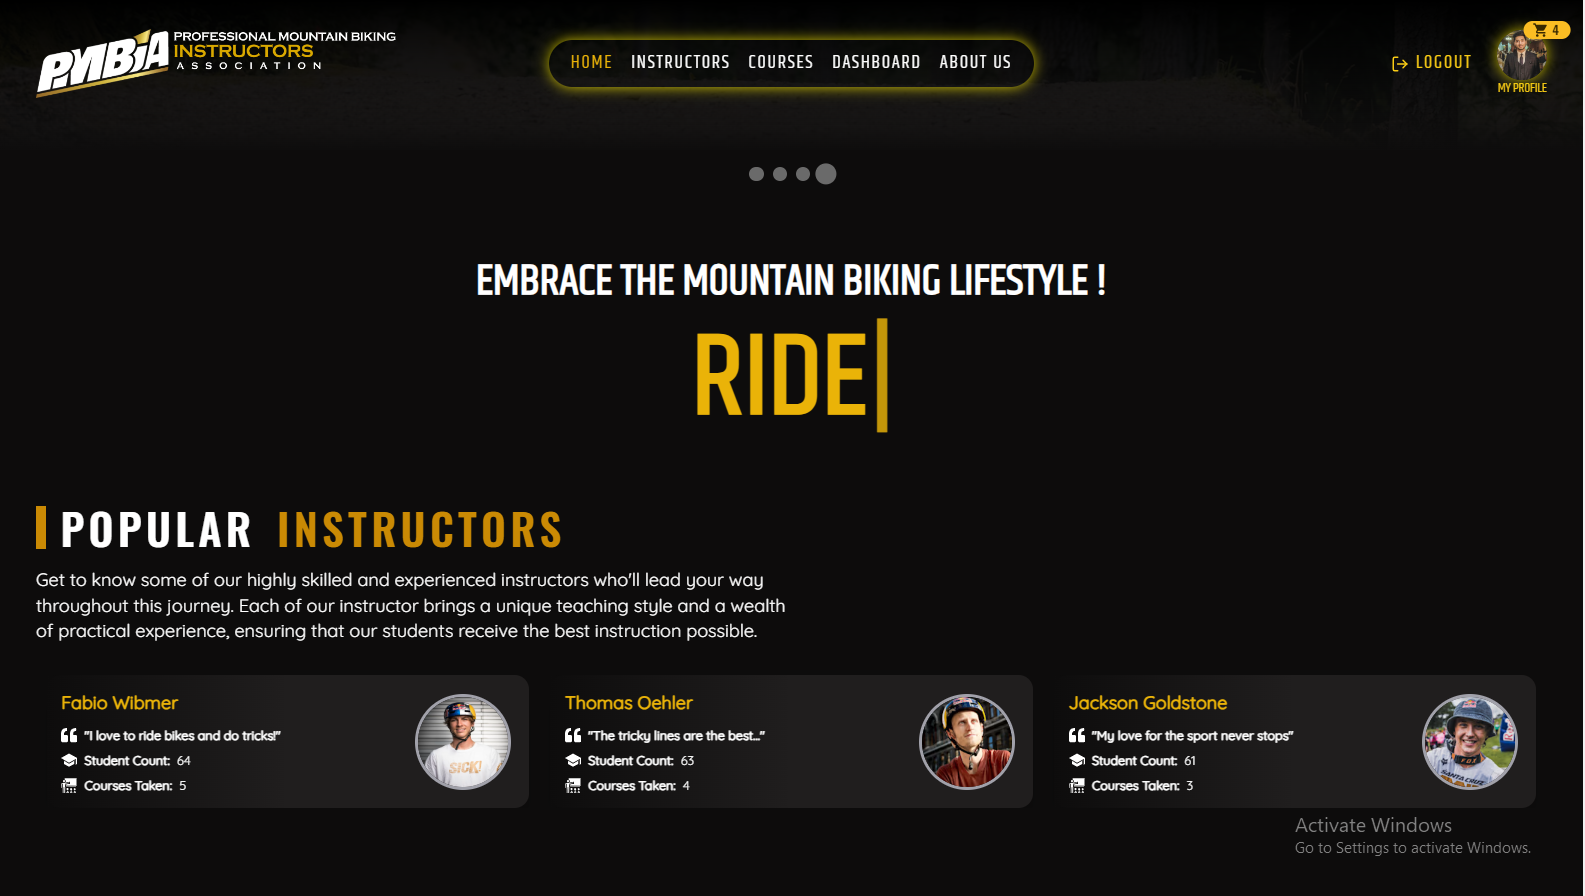 PMBIA
PROFESSIONAL MOUNTAIN BIKING
INSTRUCTORS
ASSOCIATION
HOME INSTRUCTORS COURSES DASHBOARD ABOUT US
LOGOUT
4
MY PROFILE
EMBRACE THE MOUNTAIN BIKING LIFESTYLE !
RIDE
POPULAR INSTRUCTORS
Get to know some of our highly skilled and experienced instructors who'll lead your way
throughout this journey. Each of our instructor brings a unique teaching style and a wealth
of practical experience, ensuring that our students receive the best instruction possible.
Fabio Wibmer
"I love to ride bikes and do tricks!"
Student Count: 64
Courses Taken: 5
SICK!
Thomas Oehler
"The tricky lines are the best..."
Student Count: 63
Courses Taken: 4
Jackson Goldstone
"My love for the sport never stops"
Student Count: 61
Courses Taken: 3
FOX
SANTA CRUZ
Activate Windows
Go to Settings to activate Windows.